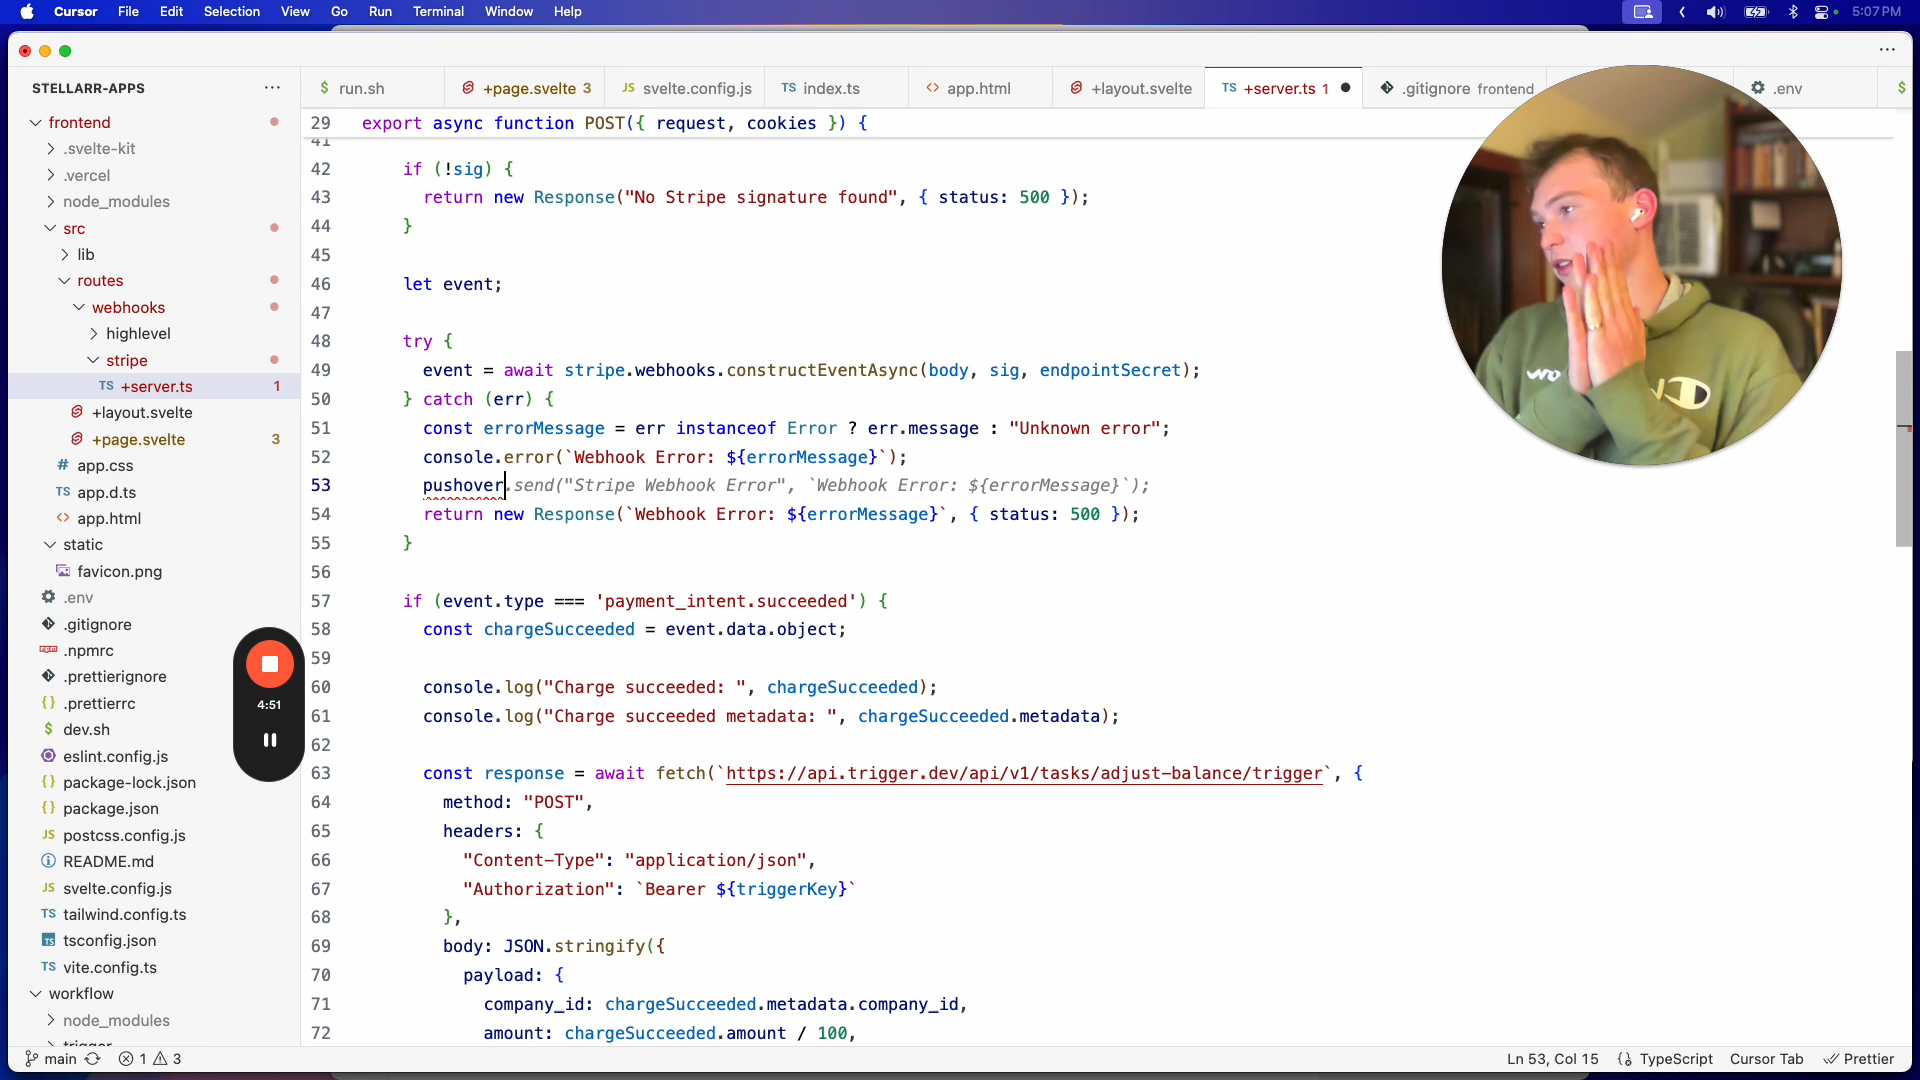 Cursor File Edit Selection View Go Run Terminal Window Help 5:07 PM
STELLARR-APPS
$ run.sh
+page.svelte 3
JS svelte.config.js
TS index.ts
<> app.html
+layout.svelte
TS +server.ts 1
.gitignore frontend
.env
$
frontend
.svelte-kit
.vercel
node_modules
src
lib
routes
webhooks
highlevel
stripe
TS +server.ts 1
+layout.svelte
+page.svelte 3
# app.css
TS app.d.ts
<> app.html
static
favicon.png
.env
.gitignore
.npmrc
.prettierignore
{} .prettierrc
$ dev.sh
eslint.config.js
{} package-lock.json
{} package.json
JS postcss.config.js
README.md
JS svelte.config.js
TS tailwind.config.ts
TS tsconfig.json
TS vite.config.ts
workflow
node_modules
trigger
4:51
29 export async function POST({ request, cookies }) {
41
42 if (!sig) {
43 return new Response("No Stripe signature found", { status: 500 });
44 }
45
46 let event;
47
48 try {
49 event = await stripe.webhooks.constructEventAsync(body, sig, endpointSecret);
50 } catch (err) {
51 const errorMessage = err instanceof Error ? err.message : "Unknown error";
52 console.error(`Webhook Error: ${errorMessage}`);
53 pushover.send("Stripe Webhook Error", `Webhook Error: ${errorMessage}`);
54 return new Response(`Webhook Error: ${errorMessage}`, { status: 500 });
55 }
56
57 if (event.type === 'payment_intent.succeeded') {
58 const chargeSucceeded = event.data.object;
59
60 console.log("Charge succeeded: ", chargeSucceeded);
61 console.log("Charge succeeded metadata: ", chargeSucceeded.metadata);
62
63 const response = await fetch(`https://api.trigger.dev/api/v1/tasks/adjust-balance/trigger`, {
64 method: "POST",
65 headers: {
66 "Content-Type": "application/json",
67 "Authorization": `Bearer ${triggerKey}`
68 },
69 body: JSON.stringify({
70 payload: {
71 company_id: chargeSucceeded.metadata.company_id,
72 amount: chargeSucceeded.amount / 100,
main 1 3
Ln 53, Col 15 {} TypeScript Cursor Tab Prettier